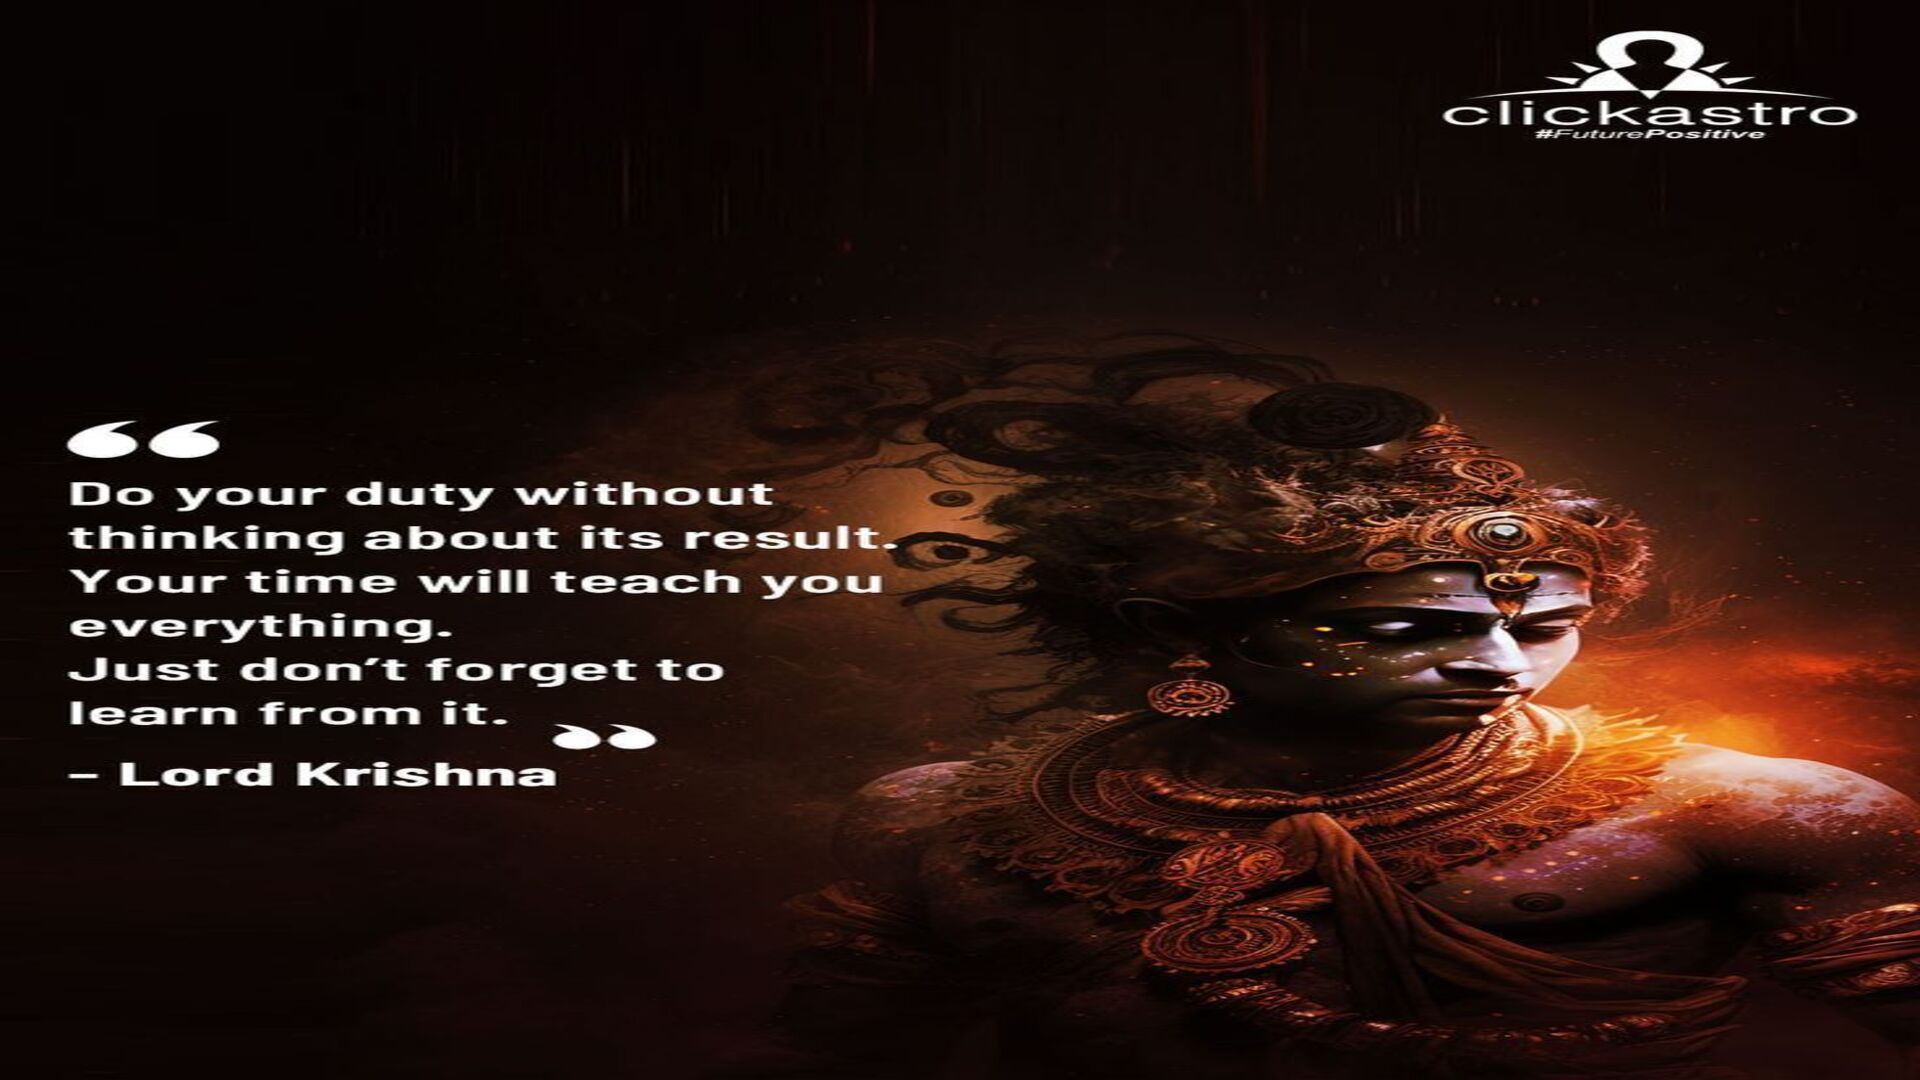 clickastro
#FuturePositive
“
Do your duty without
thinking about its result.
Your time will teach you
everything.
Just don’t forget to
learn from it.
”
– Lord Krishna